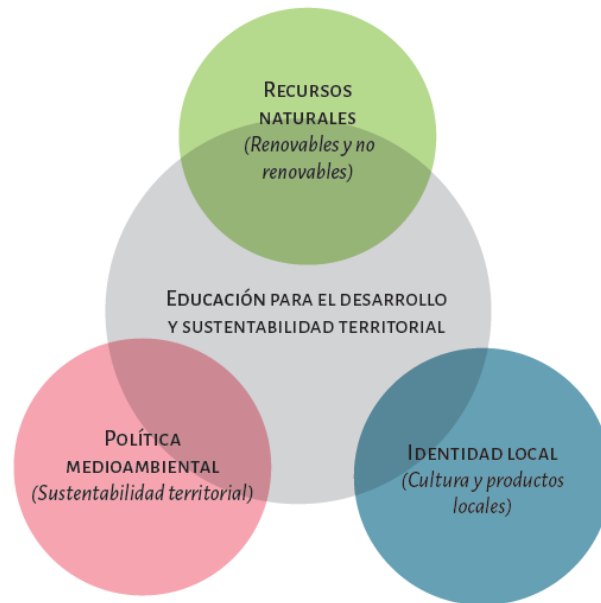 Recursos
naturales
(Renovables y no
renovables)
Educación para el desarrollo
y sustentabilidad territorial
Política
medioambiental
(Sustentabilidad territorial)
Identidad local
(Cultura y productos
locales)